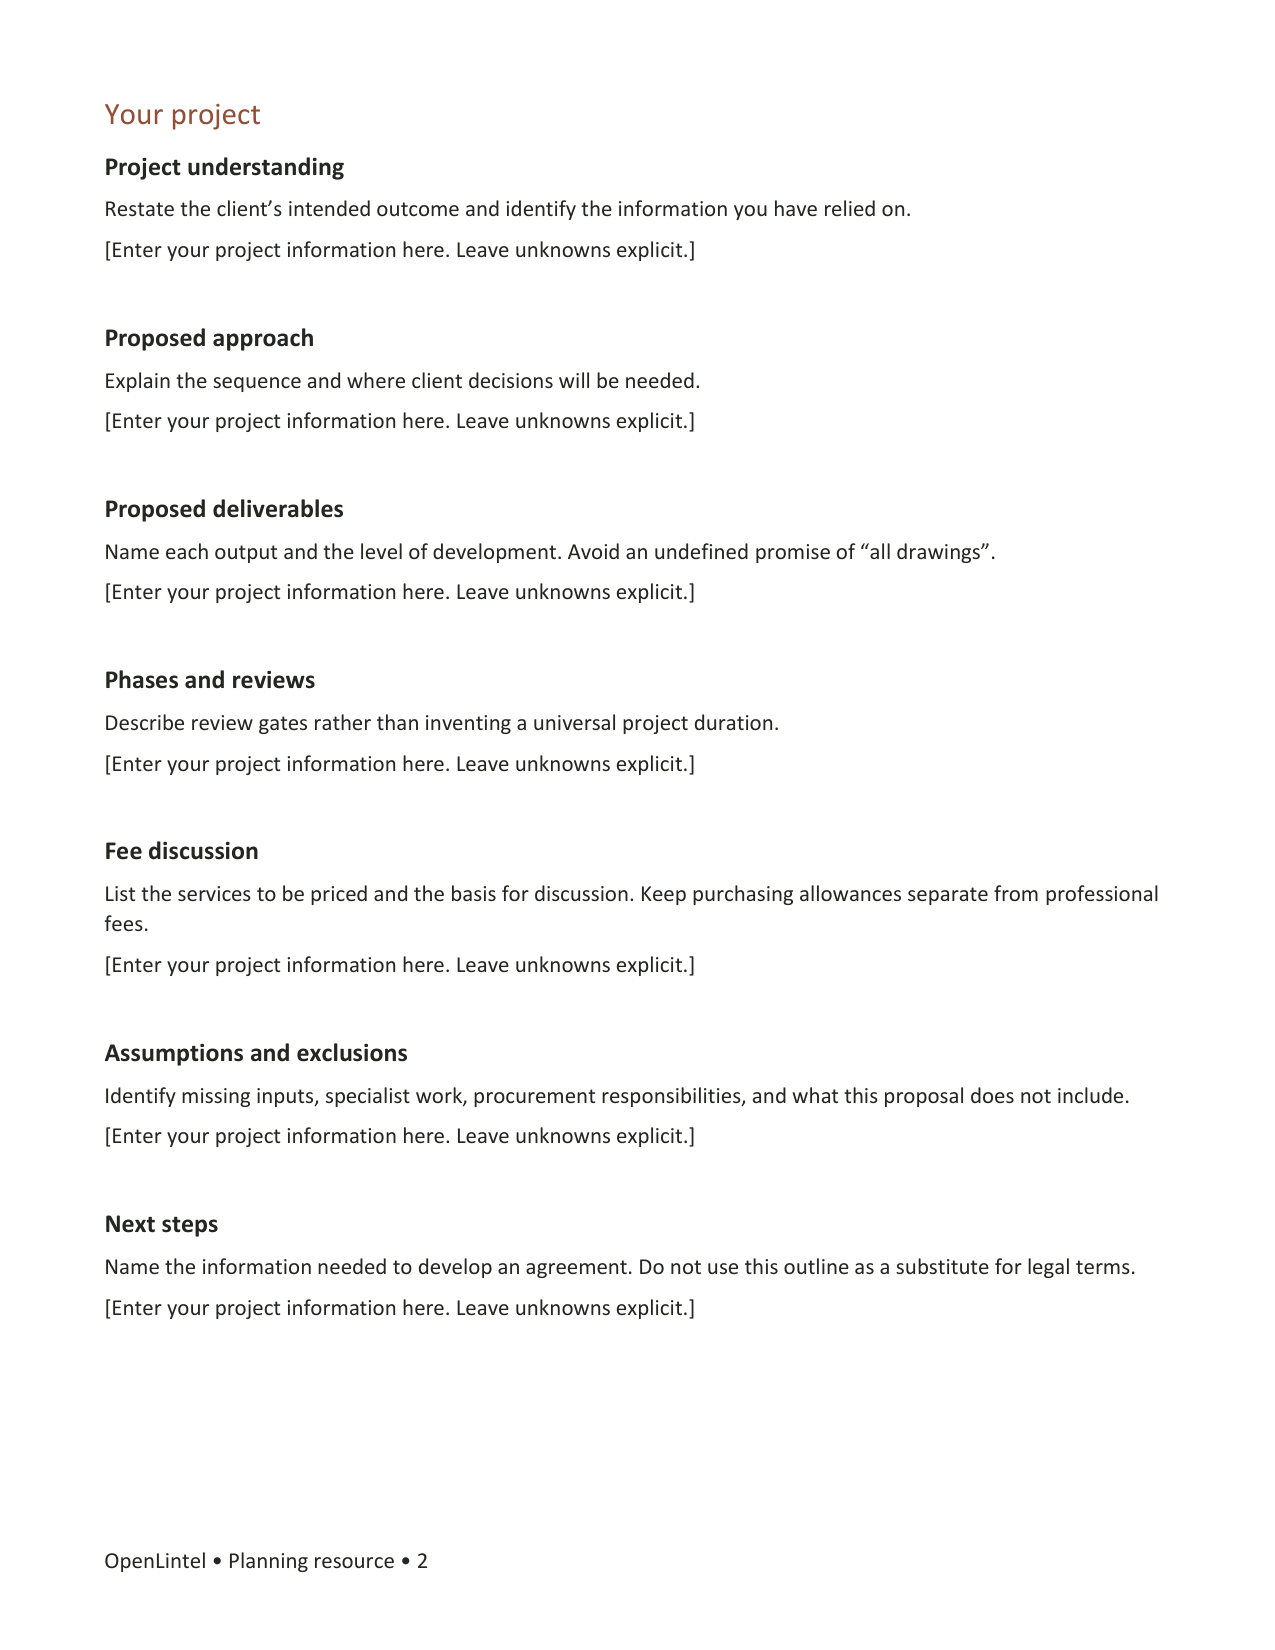 Your project
Project understanding
Restate the client’s intended outcome and identify the information you have relied on.
[Enter your project information here. Leave unknowns explicit.]
Proposed approach
Explain the sequence and where client decisions will be needed.
[Enter your project information here. Leave unknowns explicit.]
Proposed deliverables
Name each output and the level of development. Avoid an undefined promise of “all drawings”.
[Enter your project information here. Leave unknowns explicit.]
Phases and reviews
Describe review gates rather than inventing a universal project duration.
[Enter your project information here. Leave unknowns explicit.]
Fee discussion
List the services to be priced and the basis for discussion. Keep purchasing allowances separate from professional
fees.
[Enter your project information here. Leave unknowns explicit.]
Assumptions and exclusions
Identify missing inputs, specialist work, procurement responsibilities, and what this proposal does not include.
[Enter your project information here. Leave unknowns explicit.]
Next steps
Name the information needed to develop an agreement. Do not use this outline as a substitute for legal terms.
[Enter your project information here. Leave unknowns explicit.]
OpenLintel • Planning resource • 2